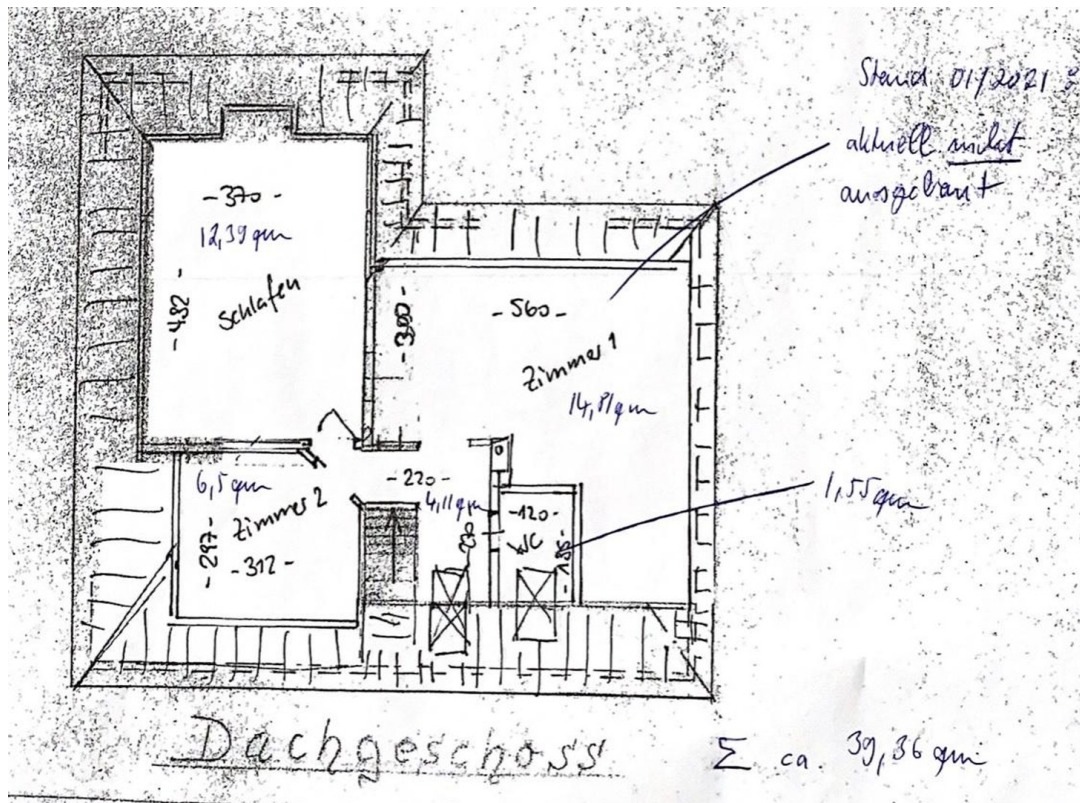 Stand 01/2021
aktuell nicht
ausgebaut
-370-
12,39 qm
-432-
Schlafen
-300-
-560-
Zimmer 1
14,81 qm
6,5 qm
Zimmer 2
-297-
-312-
-220-
4,11 qm
-120-
WC
1,55 qm
Dachgeschoss
Σ ca. 39,36 qm